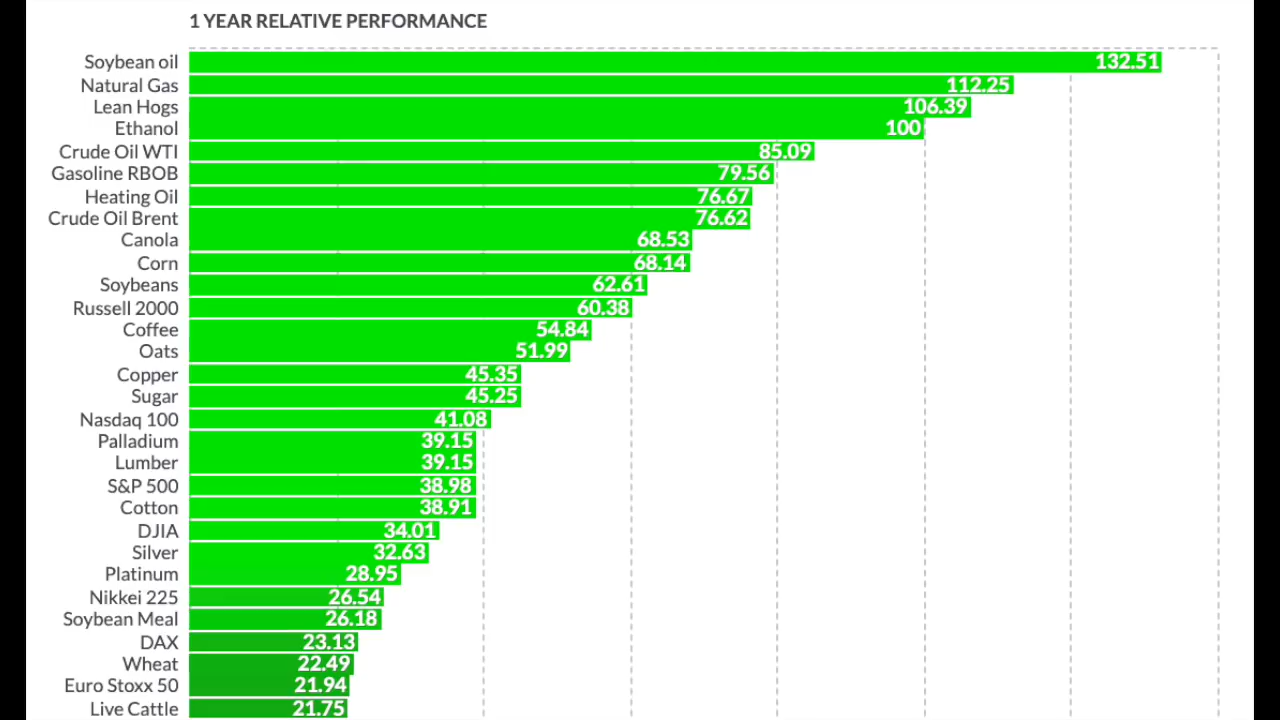 1 YEAR RELATIVE PERFORMANCE
Soybean oil 132.51
Natural Gas 112.25
Lean Hogs 106.39
Ethanol 100
Crude Oil WTI 85.09
Gasoline RBOB 79.56
Heating Oil 76.67
Crude Oil Brent 76.62
Canola 68.53
Corn 68.14
Soybeans 62.61
Russell 2000 60.38
Coffee 54.84
Oats 51.99
Copper 45.35
Sugar 45.25
Nasdaq 100 41.08
Palladium 39.15
Lumber 39.15
S&P 500 38.98
Cotton 38.91
DJIA 34.01
Silver 32.63
Platinum 28.95
Nikkei 225 26.54
Soybean Meal 26.18
DAX 23.13
Wheat 22.49
Euro Stoxx 50 21.94
Live Cattle 21.75